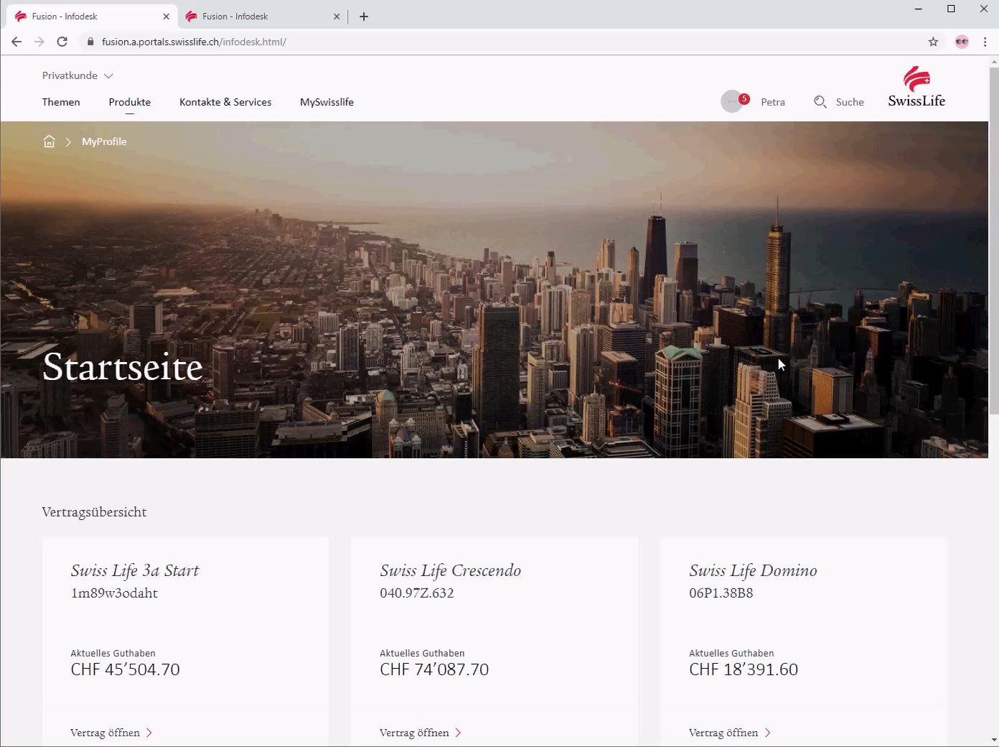 Fusion - Infodesk
Fusion - Infodesk
fusion.a.portals.swisslife.ch/infodesk.html/
Privatkunde
Themen
Produkte
Kontakte & Services
MySwisslife
5
Petra
Suche
SwissLife
MyProfile
Startseite
Vertragsübersicht
Swiss Life 3a Start
1m89w3odaht
Aktuelles Guthaben
CHF 45’504.70
Vertrag öffnen
Swiss Life Crescendo
040.97Z.632
Aktuelles Guthaben
CHF 74’087.70
Vertrag öffnen
Swiss Life Domino
06P1.38B8
Aktuelles Guthaben
CHF 18’391.60
Vertrag öffnen